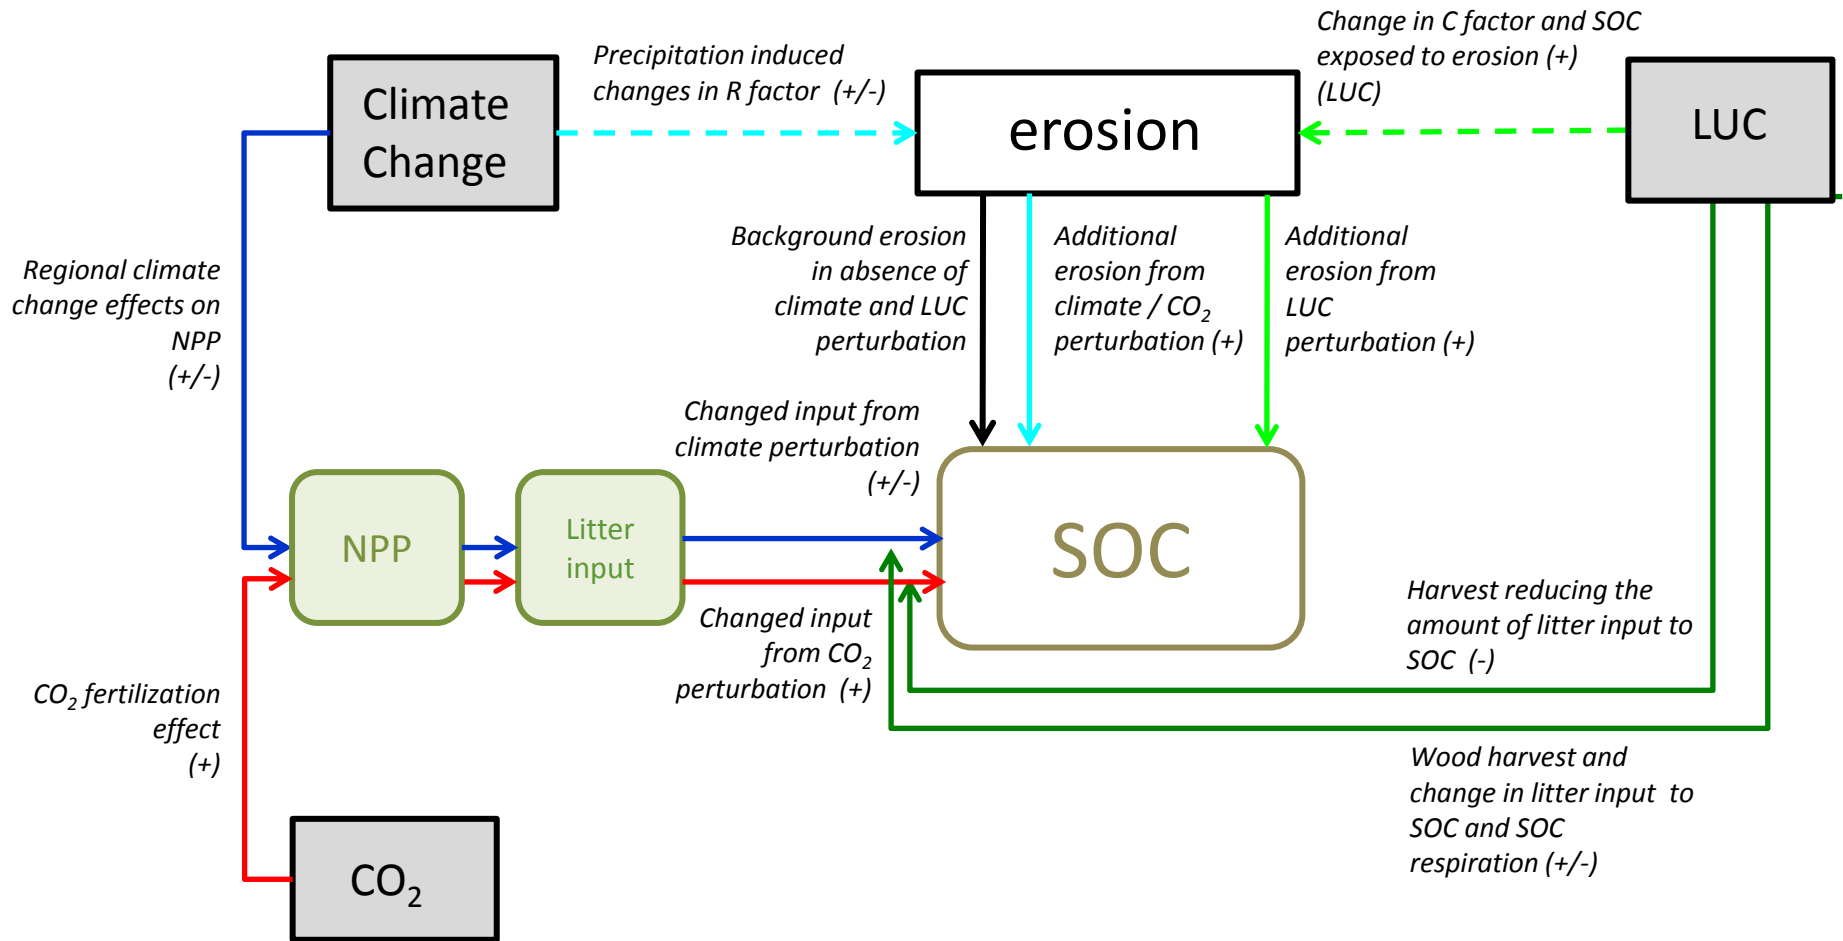 Climate
Change
Precipitation induced
changes in R factor (+/-)
erosion
Change in C factor and SOC
exposed to erosion (+)
(LUC)
LUC
Regional climate
change effects on
NPP
(+/-)
Background erosion
in absence of
climate and LUC
perturbation
Additional
erosion from
climate / CO₂
perturbation (+)
Additional
erosion from
LUC
perturbation (+)
Changed input from
climate perturbation
(+/-)
NPP
Litter
input
SOC
Changed input
from CO₂
perturbation (+)
Harvest reducing the
amount of litter input to
SOC (-)
CO₂ fertilization
effect
(+)
Wood harvest and
change in litter input to
SOC and SOC
respiration (+/-)
CO₂